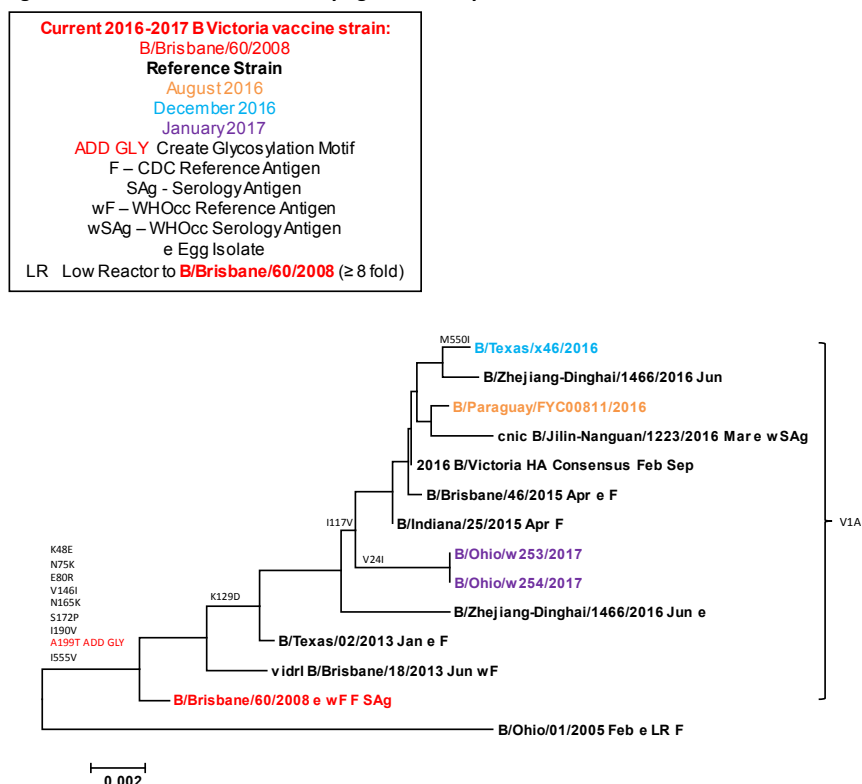 Current 2016-2017 B Victoria vaccine strain:
B/Brisbane/60/2008
Reference Strain
August 2016
December 2016
January 2017
ADD GLY Create Glycosylation Motif
F – CDC Reference Antigen
SAg - Serology Antigen
wF – WHOcc Reference Antigen
wSAg – WHOcc Serology Antigen
e Egg Isolate
LR Low Reactor to B/Brisbane/60/2008 (≥ 8 fold)
M550I
B/Texas/x46/2016
B/Zhejiang-Dinghai/1466/2016 Jun
B/Paraguay/FYC00811/2016
cnic B/Jilin-Nanguan/1223/2016 Mar e wSAg
2016 B/Victoria HA Consensus Feb Sep
B/Brisbane/46/2015 Apr e F
I117V
B/Indiana/25/2015 Apr F
V1A
V24I
B/Ohio/w253/2017
B/Ohio/w254/2017
K129D
B/Zhejiang-Dinghai/1466/2016 Jun e
B/Texas/02/2013 Jan e F
vidrl B/Brisbane/18/2013 Jun wF
K48E
N75K
E80R
V146I
N165K
S172P
I190V
A199T ADD GLY
I555V
B/Brisbane/60/2008 e wF F SAg
B/Ohio/01/2005 Feb e LR F
0.002